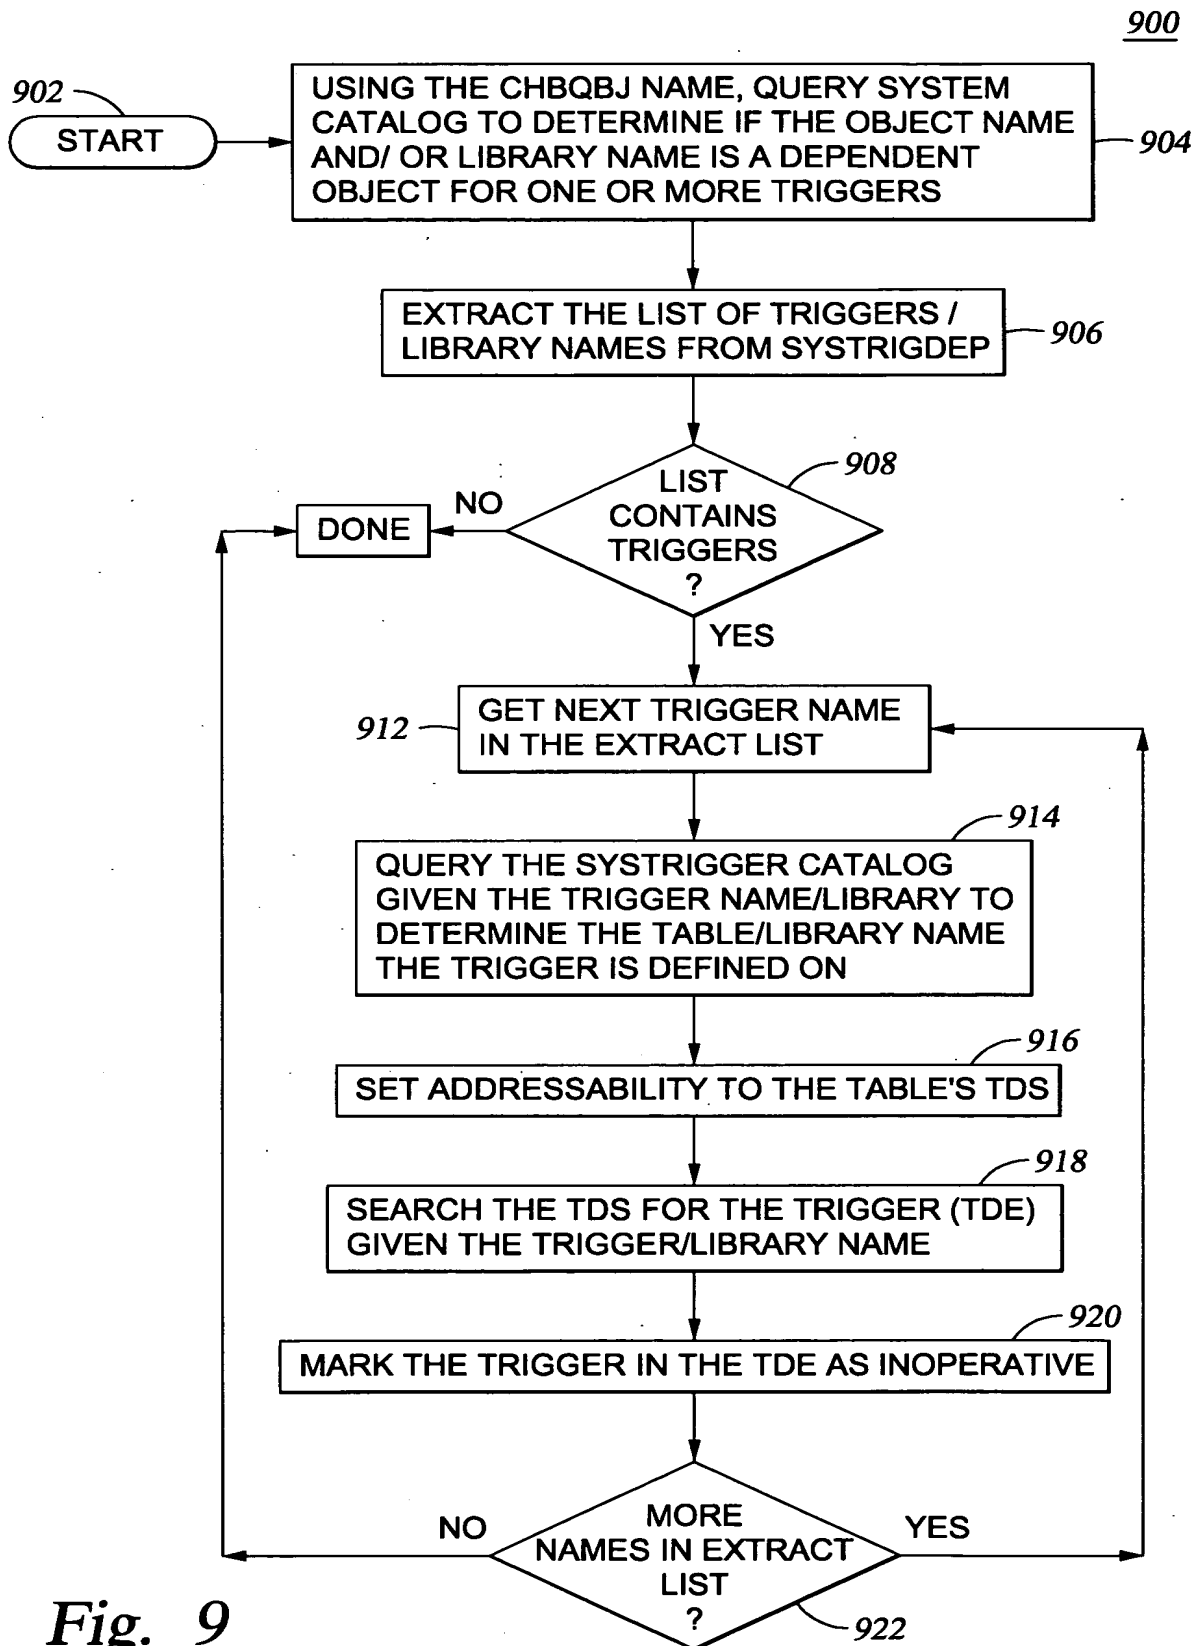 900
902
START
USING THE CHBQBJ NAME, QUERY SYSTEM
CATALOG TO DETERMINE IF THE OBJECT NAME
AND/ OR LIBRARY NAME IS A DEPENDENT
OBJECT FOR ONE OR MORE TRIGGERS
904
EXTRACT THE LIST OF TRIGGERS /
LIBRARY NAMES FROM SYSTRIGDEP
906
LIST
CONTAINS
TRIGGERS
?
908
NO
DONE
YES
912
GET NEXT TRIGGER NAME
IN THE EXTRACT LIST
914
QUERY THE SYSTRIGGER CATALOG
GIVEN THE TRIGGER NAME/LIBRARY TO
DETERMINE THE TABLE/LIBRARY NAME
THE TRIGGER IS DEFINED ON
916
SET ADDRESSABILITY TO THE TABLE'S TDS
918
SEARCH THE TDS FOR THE TRIGGER (TDE)
GIVEN THE TRIGGER/LIBRARY NAME
920
MARK THE TRIGGER IN THE TDE AS INOPERATIVE
NO
MORE
NAMES IN EXTRACT
LIST
?
YES
922
Fig. 9